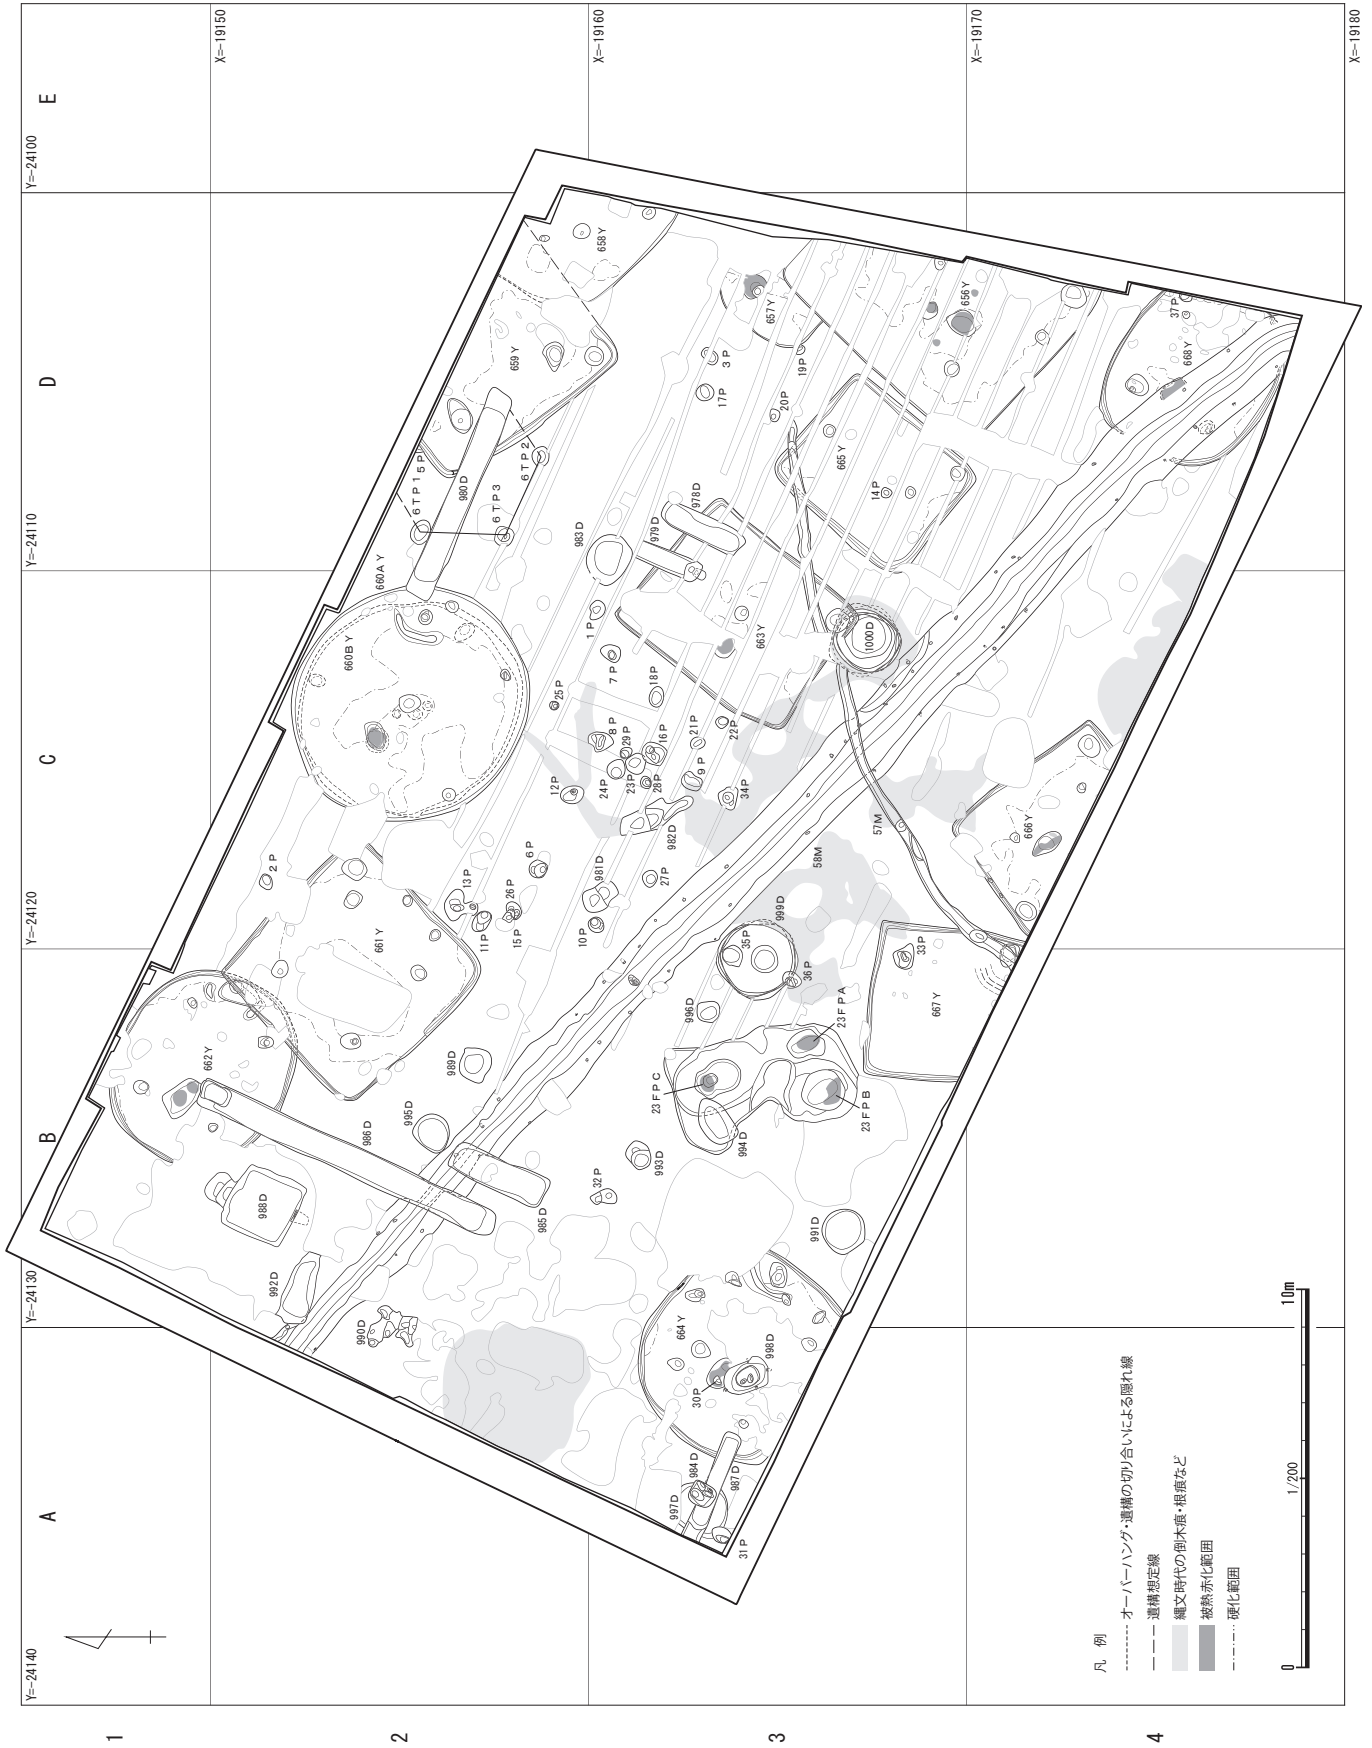 Y=-24140
Y=-24130
Y=-24120
Y=-24110
Y=-24100
A
B
C
D
E
1
2
3
4
X=-19150
X=-19160
X=-19170
X=-19180
658Y
659Y
6TP15P
980D
6TP2
6TP3
660AY
660BY
2P
661Y
662Y
986D
988D
992D
990D
995D
989D
985D
13P
11P
26P
15P
6P
12P
25P
983D
979D
978D
1P
7P
18P
8P
29P
16P
24P
23P
28P
21P
22P
9P
34P
982D
981D
10P
27P
3P
17P
19P
20P
657Y
656Y
665Y
14P
663Y
1000D
668Y
37P
58M
57M
666Y
999D
35P
36P
996D
33P
667Y
23FPA
23FPB
23FPC
994D
993D
32P
991D
664Y
998D
30P
984D
987D
997D
31P
凡 例
オーバーハング・遺構の切り合いによる隠れ線
遺構想定線
縄文時代の倒木痕・根痕など
被熱赤化範囲
硬化範囲
0
1/200
10m